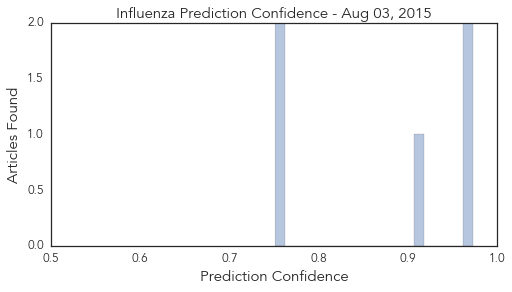 Influenza Prediction Confidence - Aug 03, 2015
Articles Found
2.0
1.5
1.0
0.5
0.0
0.5 0.6 0.7 0.8 0.9 1.0
Prediction Confidence